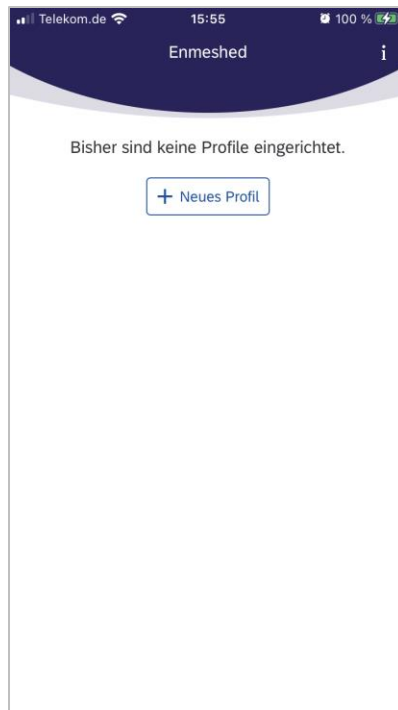 Telekom.de 15:55 100 %
Enmeshed i
Bisher sind keine Profile eingerichtet.
+ Neues Profil